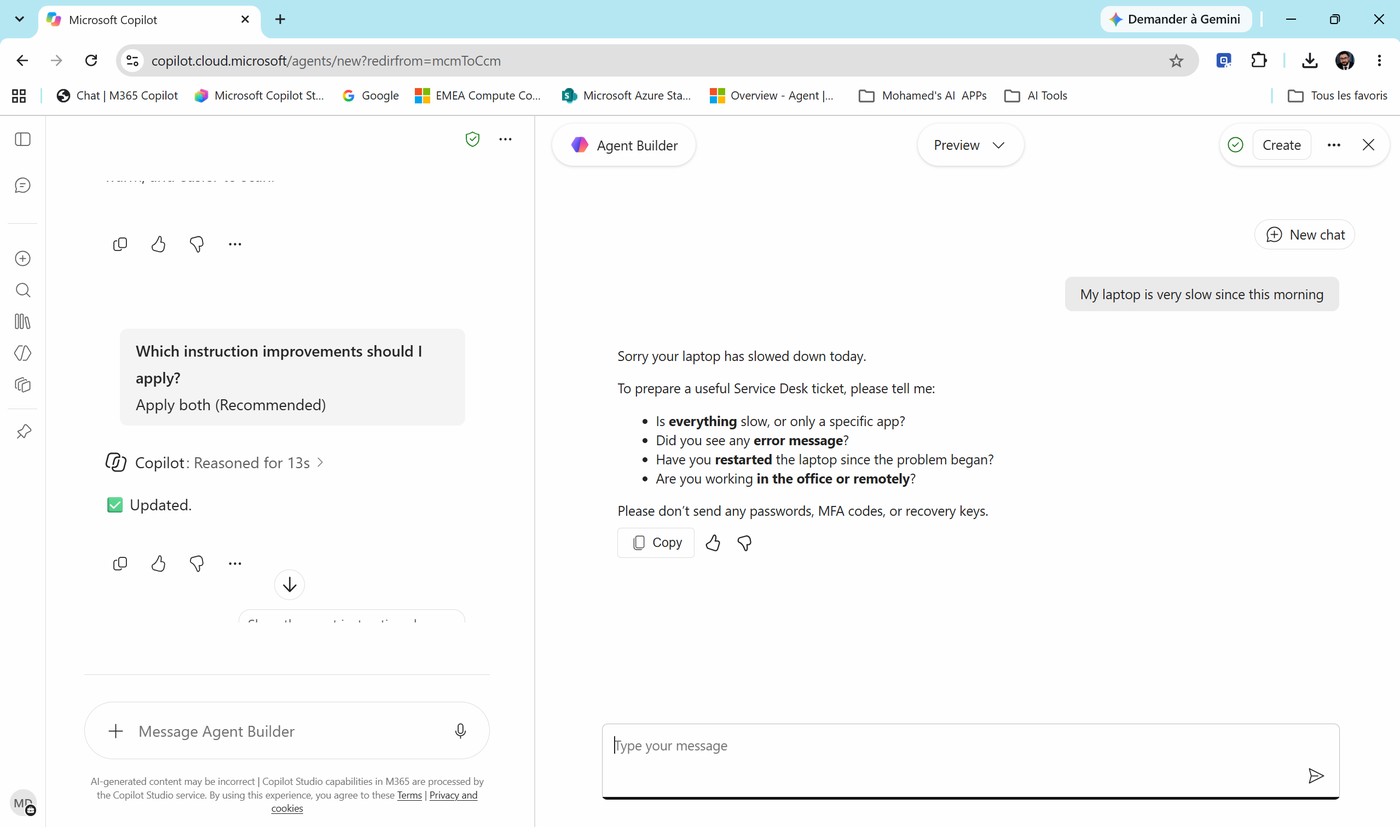 Microsoft Copilot
Demander à Gemini
copilot.cloud.microsoft/agents/new?redirfrom=mcmToCcm
Chat | M365 Copilot
Microsoft Copilot St...
Google
EMEA Compute Co...
Microsoft Azure Sta...
Overview - Agent |...
Mohamed's AI APPs
AI Tools
Tous les favoris
Which instruction improvements should I
apply?
Apply both (Recommended)
Copilot: Reasoned for 13s
Updated.
Message Agent Builder
AI-generated content may be incorrect | Copilot Studio capabilities in M365 are processed by
the Copilot Studio service. By using this experience, you agree to these Terms | Privacy and
cookies
Agent Builder
Preview
Create
New chat
My laptop is very slow since this morning
Sorry your laptop has slowed down today.
To prepare a useful Service Desk ticket, please tell me:
Is everything slow, or only a specific app?
Did you see any error message?
Have you restarted the laptop since the problem began?
Are you working in the office or remotely?
Please don’t send any passwords, MFA codes, or recovery keys.
Copy
Type your message